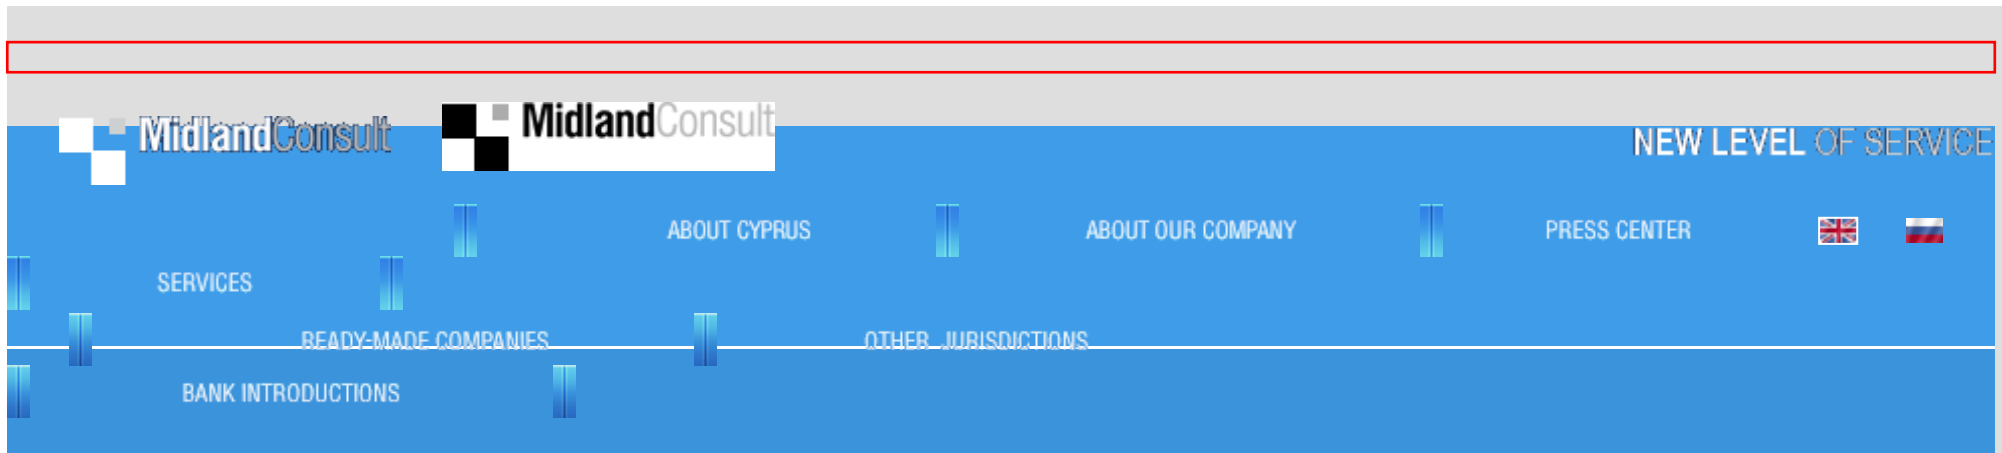 MidlandConsult
MidlandConsult
NEW LEVEL OF SERVICE
ABOUT CYPRUS
ABOUT OUR COMPANY
PRESS CENTER
SERVICES
READY-MADE COMPANIES
OTHER JURISDICTIONS
BANK INTRODUCTIONS